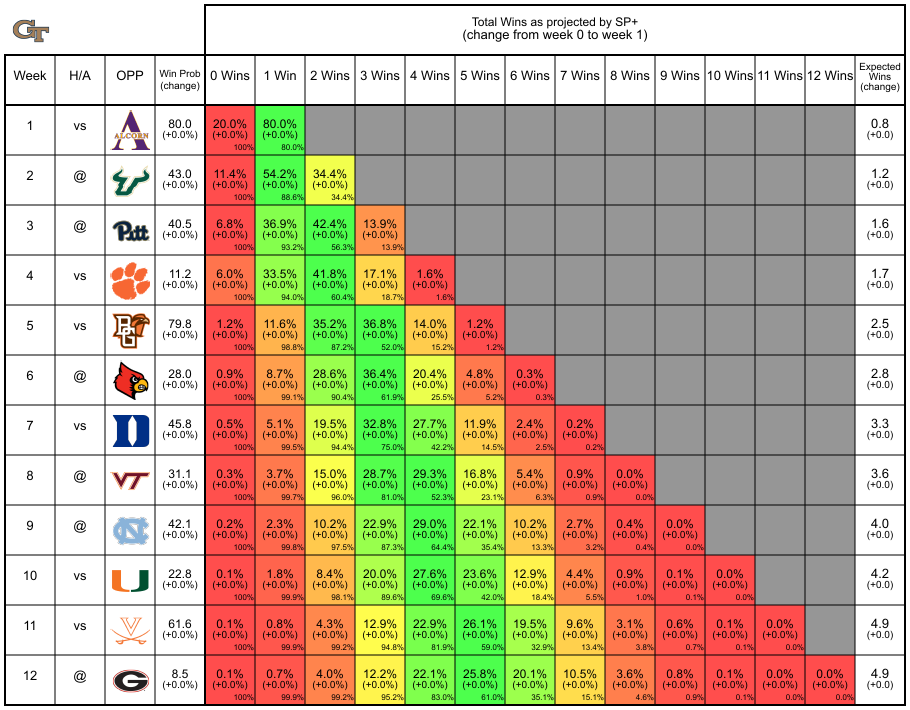 GT
Total Wins as projected by SP+
(change from week 0 to week 1)
Week H/A OPP Win Prob (change) 0 Wins 1 Win 2 Wins 3 Wins 4 Wins 5 Wins 6 Wins 7 Wins 8 Wins 9 Wins 10 Wins 11 Wins 12 Wins Expected Wins (change)
1 vs A ALCORN 80.0 20.0% 80.0% 0.8
(+0.0%) (+0.0%) (+0.0%) (+0.0)
100% 80.0%
2 @ 43.0 11.4% 54.2% 34.4% 1.2
(+0.0%) (+0.0%) (+0.0%) (+0.0%) (+0.0)
100% 88.6% 34.4%
3 @ Pitt 40.5 6.8% 36.9% 42.4% 13.9% 1.6
(+0.0%) (+0.0%) (+0.0%) (+0.0%) (+0.0%) (+0.0)
100% 93.2% 56.3% 13.9%
4 vs 11.2 6.0% 33.5% 41.8% 17.1% 1.6% 1.7
(+0.0%) (+0.0%) (+0.0%) (+0.0%) (+0.0%) (+0.0%) (+0.0)
100% 94.0% 60.4% 18.7% 1.6%
5 vs BG 79.8 1.2% 11.6% 35.2% 36.8% 14.0% 1.2% 2.5
(+0.0%) (+0.0%) (+0.0%) (+0.0%) (+0.0%) (+0.0%) (+0.0%) (+0.0)
100% 98.8% 87.2% 52.0% 15.2% 1.2%
6 @ 28.0 0.9% 8.7% 28.6% 36.4% 20.4% 4.8% 0.3% 2.8
(+0.0%) (+0.0%) (+0.0%) (+0.0%) (+0.0%) (+0.0%) (+0.0%) (+0.0%) (+0.0)
100% 99.1% 90.4% 61.9% 25.5% 5.2% 0.3%
7 vs D 45.8 0.5% 5.1% 19.5% 32.8% 27.7% 11.9% 2.4% 0.2% 3.3
(+0.0%) (+0.0%) (+0.0%) (+0.0%) (+0.0%) (+0.0%) (+0.0%) (+0.0%) (+0.0%) (+0.0)
100% 99.5% 94.4% 75.0% 42.2% 14.5% 2.5% 0.2%
8 @ VT 31.1 0.3% 3.7% 15.0% 28.7% 29.3% 16.8% 5.4% 0.9% 0.0% 3.6
(+0.0%) (+0.0%) (+0.0%) (+0.0%) (+0.0%) (+0.0%) (+0.0%) (+0.0%) (+0.0%) (+0.0%) (+0.0)
100% 99.7% 96.0% 81.0% 52.3% 23.1% 6.3% 0.9% 0.0%
9 @ NC 42.1 0.2% 2.3% 10.2% 22.9% 29.0% 22.1% 10.2% 2.7% 0.4% 0.0% 4.0
(+0.0%) (+0.0%) (+0.0%) (+0.0%) (+0.0%) (+0.0%) (+0.0%) (+0.0%) (+0.0%) (+0.0%) (+0.0%) (+0.0)
100% 99.8% 97.5% 87.3% 64.4% 35.4% 13.3% 3.2% 0.4% 0.0%
10 vs U 22.8 0.1% 1.8% 8.4% 20.0% 27.6% 23.6% 12.9% 4.4% 0.9% 0.1% 0.0% 4.2
(+0.0%) (+0.0%) (+0.0%) (+0.0%) (+0.0%) (+0.0%) (+0.0%) (+0.0%) (+0.0%) (+0.0%) (+0.0%) (+0.0%) (+0.0)
100% 99.9% 98.1% 89.6% 69.6% 42.0% 18.4% 5.5% 1.0% 0.1% 0.0%
11 vs V 61.6 0.1% 0.8% 4.3% 12.9% 22.9% 26.1% 19.5% 9.6% 3.1% 0.6% 0.1% 0.0% 4.9
(+0.0%) (+0.0%) (+0.0%) (+0.0%) (+0.0%) (+0.0%) (+0.0%) (+0.0%) (+0.0%) (+0.0%) (+0.0%) (+0.0%) (+0.0%) (+0.0)
100% 99.9% 99.2% 94.8% 81.9% 59.0% 32.9% 13.4% 3.8% 0.7% 0.1% 0.0%
12 @ G 8.5 0.1% 0.7% 4.0% 12.2% 22.1% 25.8% 20.1% 10.5% 3.6% 0.8% 0.1% 0.0% 0.0% 4.9
(+0.0%) (+0.0%) (+0.0%) (+0.0%) (+0.0%) (+0.0%) (+0.0%) (+0.0%) (+0.0%) (+0.0%) (+0.0%) (+0.0%) (+0.0%) (+0.0%) (+0.0)
100% 99.9% 99.2% 95.2% 83.0% 61.0% 35.1% 15.1% 4.6% 0.9% 0.1% 0.0% 0.0%